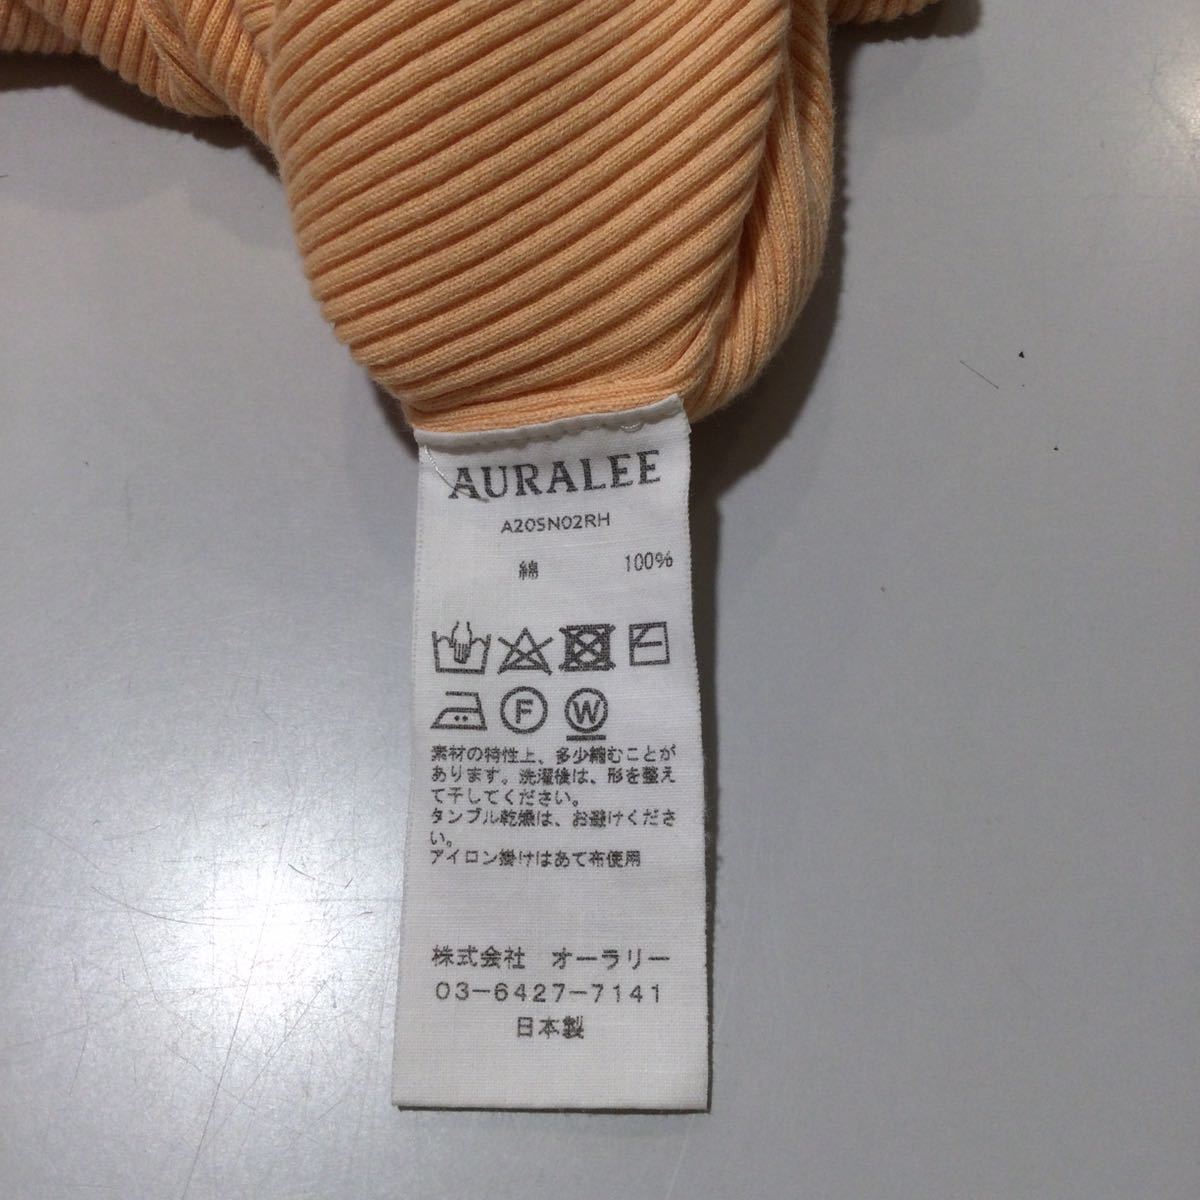 AURALEE
A20SN02RH
綿 100%
F W
素材の特性上、多少縮むことが
あります。洗濯後は、形を整え
て干してください。
タンブル乾燥は、お避けくださ
い。
アイロン掛けはあて布使用
株式会社 オーラリー
03-6427-7141
日本製